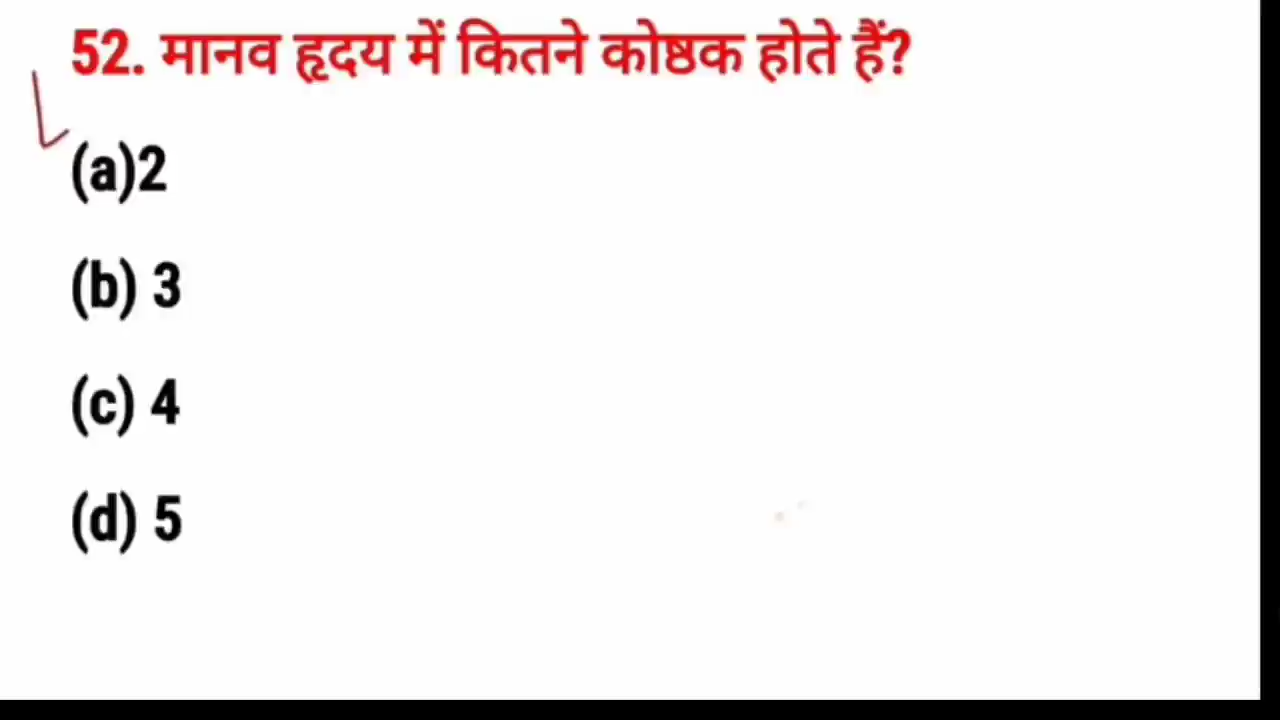 52. मानव हृदय में कितने कोष्ठक होते हैं?
(a)2
(b) 3
(c) 4
(d) 5